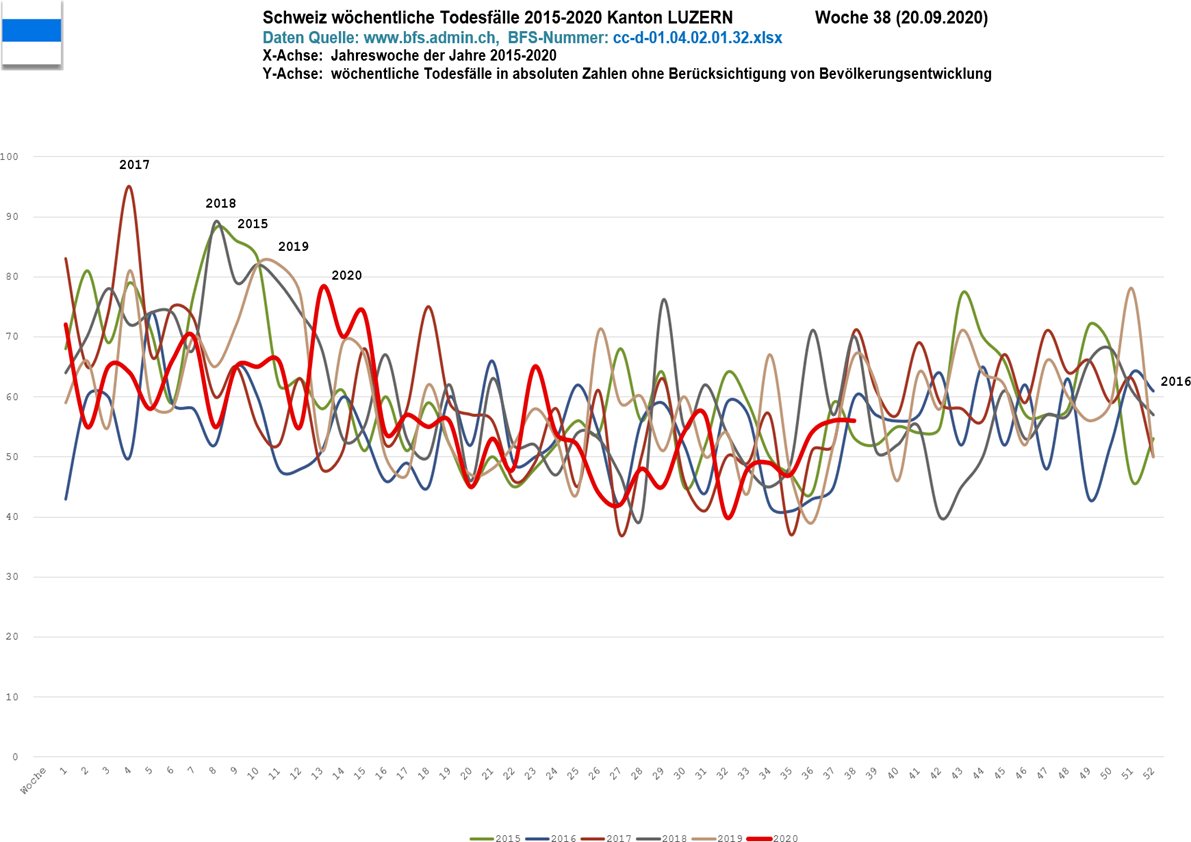 Schweiz wöchentliche Todesfälle 2015-2020 Kanton LUZERN Woche 38 (20.09.2020)
Daten Quelle: www.bfs.admin.ch, BFS-Nummer: cc-d-01.04.02.01.32.xlsx
X-Achse: Jahreswoche der Jahre 2015-2020
Y-Achse: wöchentliche Todesfälle in absoluten Zahlen ohne Berücksichtigung von Bevölkerungsentwicklung
100
2017
90
2018
2015
2019
80
2020
70
60
2016
50
40
30
20
10
0
Woche 1 2 3 4 5 6 7 8 9 10 11 12 13 14 15 16 17 18 19 20 21 22 23 24 25 26 27 28 29 30 31 32 33 34 35 36 37 38 39 40 41 42 43 44 45 46 47 48 49 50 51 52
2015 2016 2017 2018 2019 2020